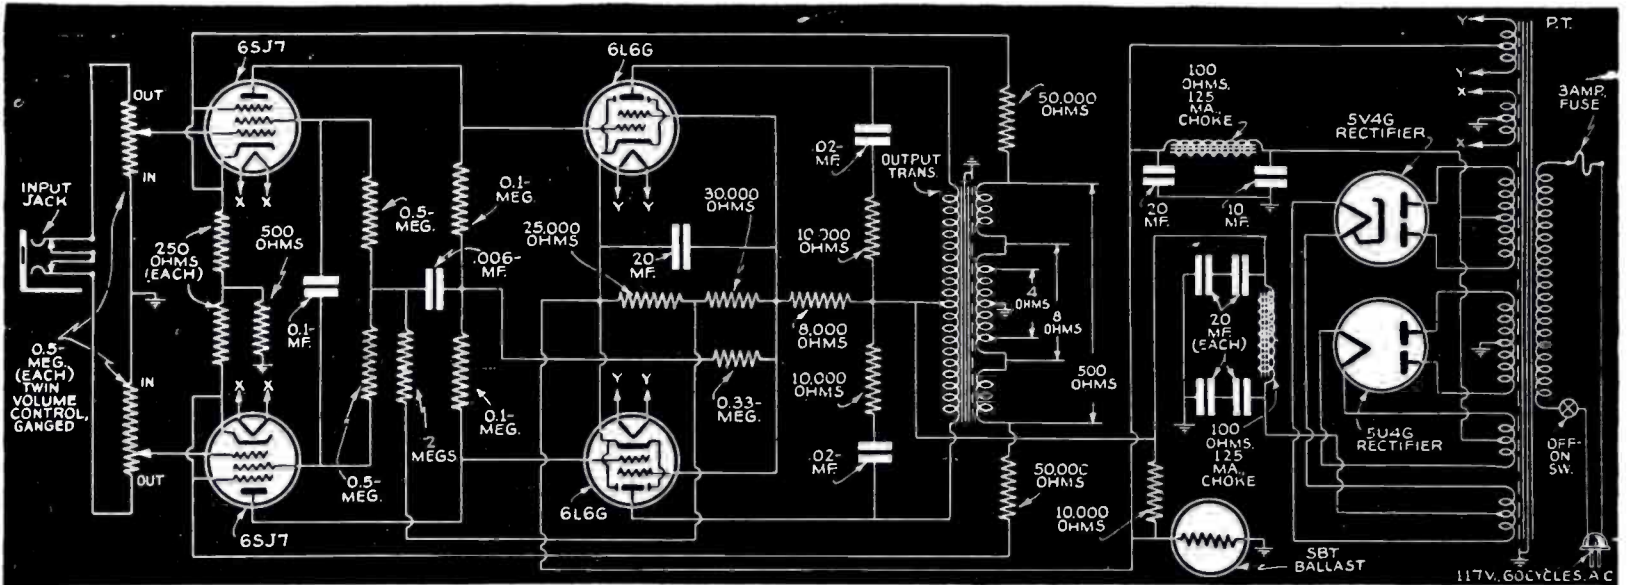 6SJ7
OUT
IN
INPUT
JACK
250
OHMS
(EACH)
500
OHMS
0.1-
MF.
0.5-
MEG.
(EACH)
TWIN
VOLUME
CONTROL,
GANGED
IN
OUT
X X
X X
6SJ7
0.5-
MEG.
0.5-
MEG.
2
MEGS
0.1-
MEG.
.006-
MF.
0.1-
MEG.
6L6G
Y Y
25,000
OHMS
20
MF.
30,000
OHMS
8,000
OHMS
0.33-
MEG.
Y Y
6L6G
.02-
MF.
10,000
OHMS
10,000
OHMS
.02-
MF.
OUTPUT
TRANS.
50,000
OHMS
4
OHMS
8
OHMS
500
OHMS
50,000
OHMS
100
OHMS,
125
MA.,
CHOKE
20
MF.
10
MF.
20
MF.
(EACH)
100
OHMS,
125
MA.,
CHOKE
10,000
OHMS
SBT
BALLAST
5V4G
RECTIFIER
5U4G
RECTIFIER
Y
Y
X
X
P.T.
3AMP.
FUSE
OFF-
ON
SW.
117V., 60CYCLES, A.C